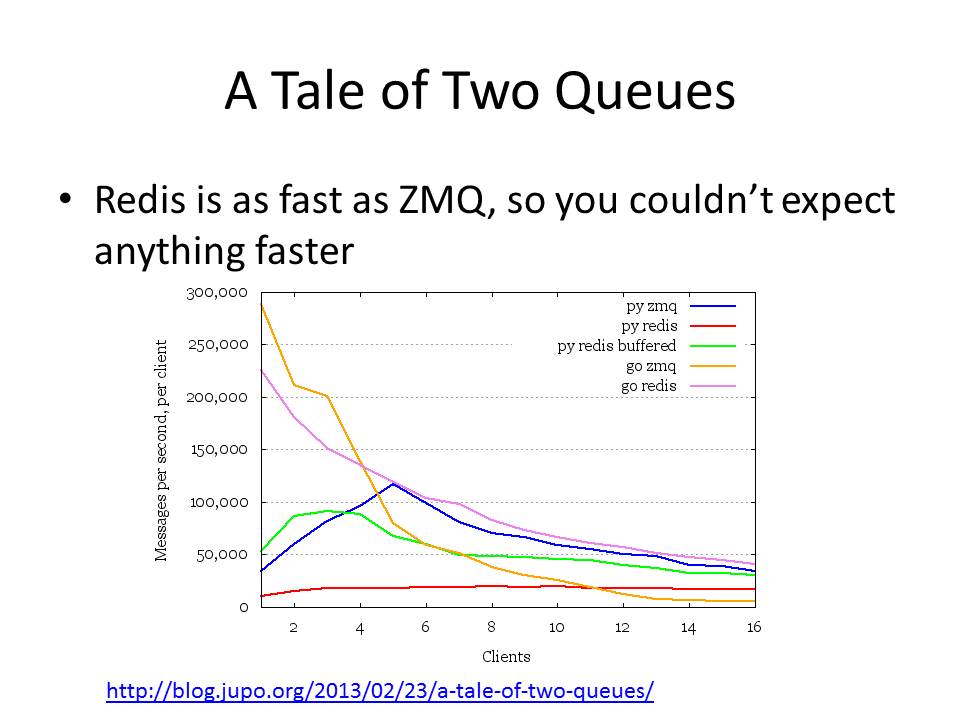 A Tale of Two Queues
• Redis is as fast as ZMQ, so you couldn’t expect
anything faster
300,000
250,000
200,000
150,000
100,000
50,000
0
Messages per second, per client
py zmq
py redis
py redis buffered
go zmq
go redis
2 4 6 8 10 12 14 16
Clients
http://blog.jupo.org/2013/02/23/a-tale-of-two-queues/